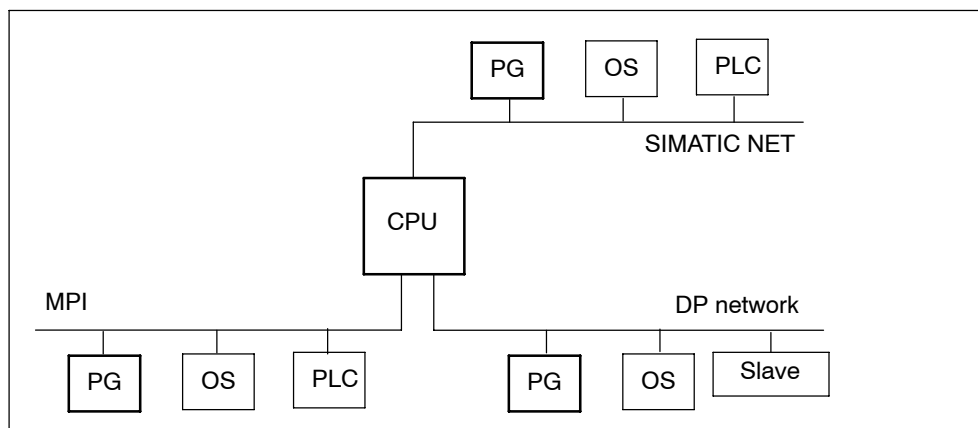 PG
OS
PLC
SIMATIC NET
CPU
MPI
DP network
PG
OS
PLC
PG
OS
Slave